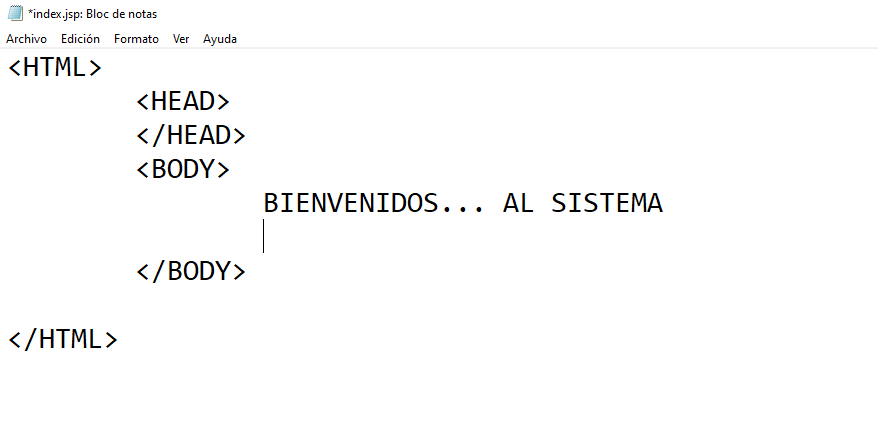 *index.jsp: Bloc de notas
Archivo Edición Formato Ver Ayuda
<HTML>
<HEAD>
</HEAD>
<BODY>
BIENVENIDOS... AL SISTEMA
</BODY>
</HTML>